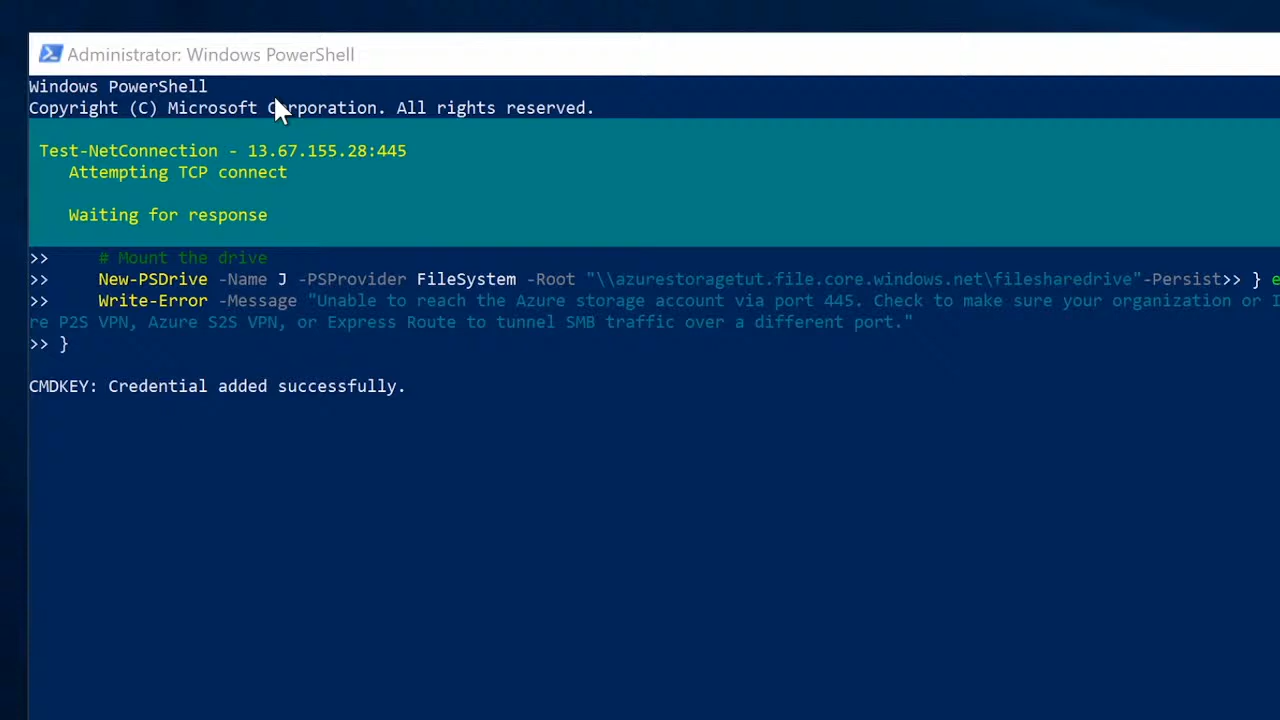 Administrator: Windows PowerShell
Windows PowerShell
Copyright (C) Microsoft Corporation. All rights reserved.
Test-NetConnection - 13.67.155.28:445
Attempting TCP connect
Waiting for response
>> # Mount the drive
>> New-PSDrive -Name J -PSProvider FileSystem -Root "\\azurestoragetut.file.core.windows.net\filesharedrive"-Persist>> } e
>> Write-Error -Message "Unable to reach the Azure storage account via port 445. Check to make sure your organization or I
re P2S VPN, Azure S2S VPN, or Express Route to tunnel SMB traffic over a different port."
>> }
CMDKEY: Credential added successfully.